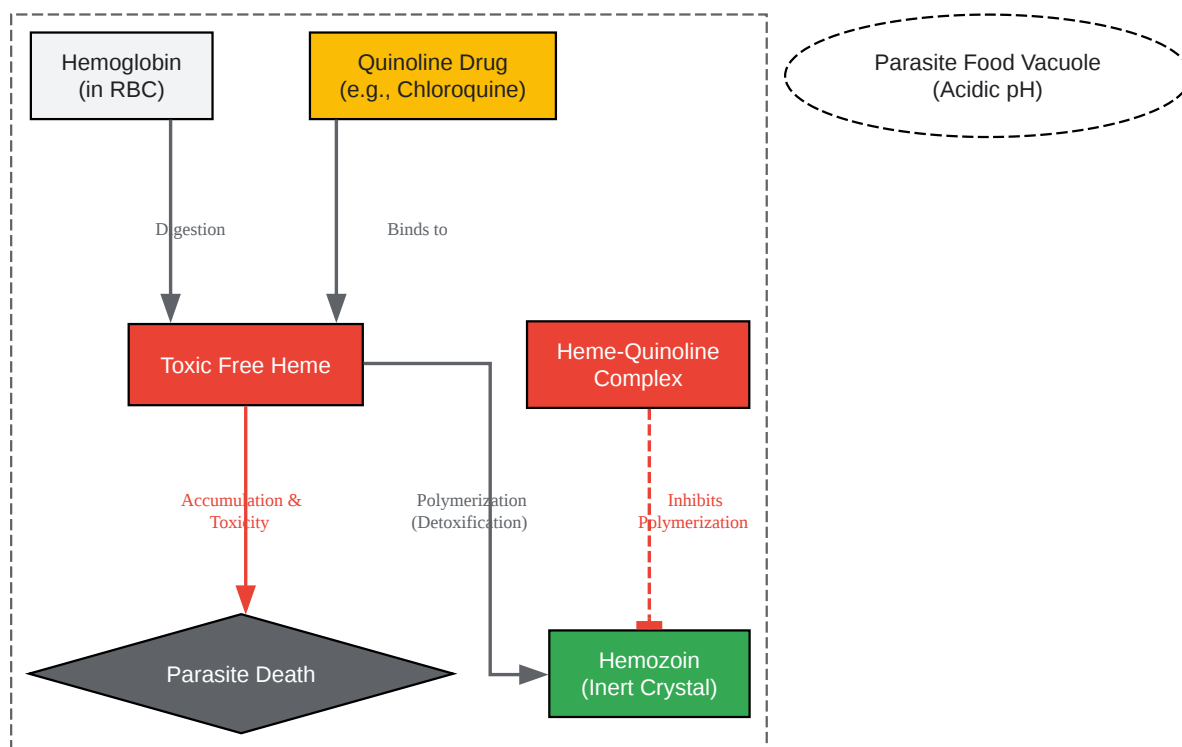 Hemoglobin
(in RBC)
Quinoline Drug
(e.g., Chloroquine)
Parasite Food Vacuole
(Acidic pH)
Digestion
Binds to
Toxic Free Heme
Heme-Quinoline
Complex
Accumulation &
Toxicity
Polymerization
(Detoxification)
Inhibits
Polymerization
Parasite Death
Hemozoin
(Inert Crystal)